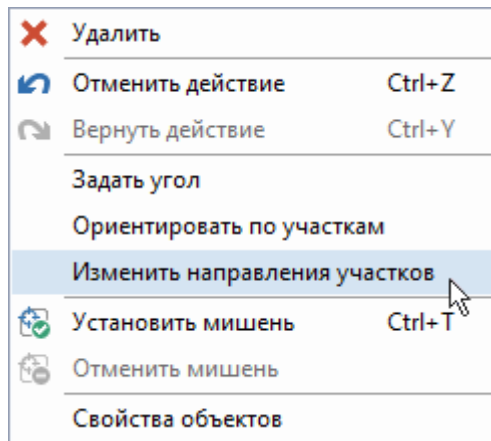 Удалить
Отменить действие Ctrl+Z
Вернуть действие Ctrl+Y
Задать угол
Ориентировать по участкам
Изменить направления участков
Установить мишень Ctrl+T
Отменить мишень
Свойства объектов